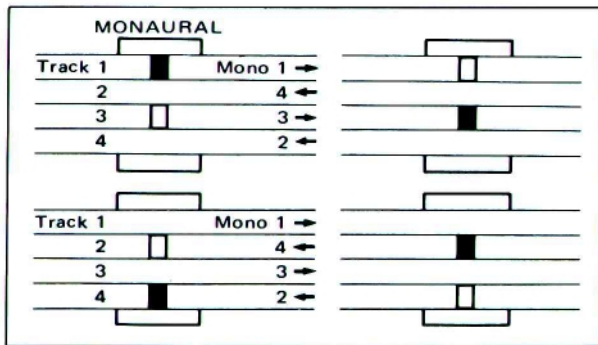 MONAURAL
Track 1 Mono 1 →
2 4 ←
3 3 →
4 2 ←
Track 1 Mono 1 →
2 4 ←
3 3 →
4 2 ←